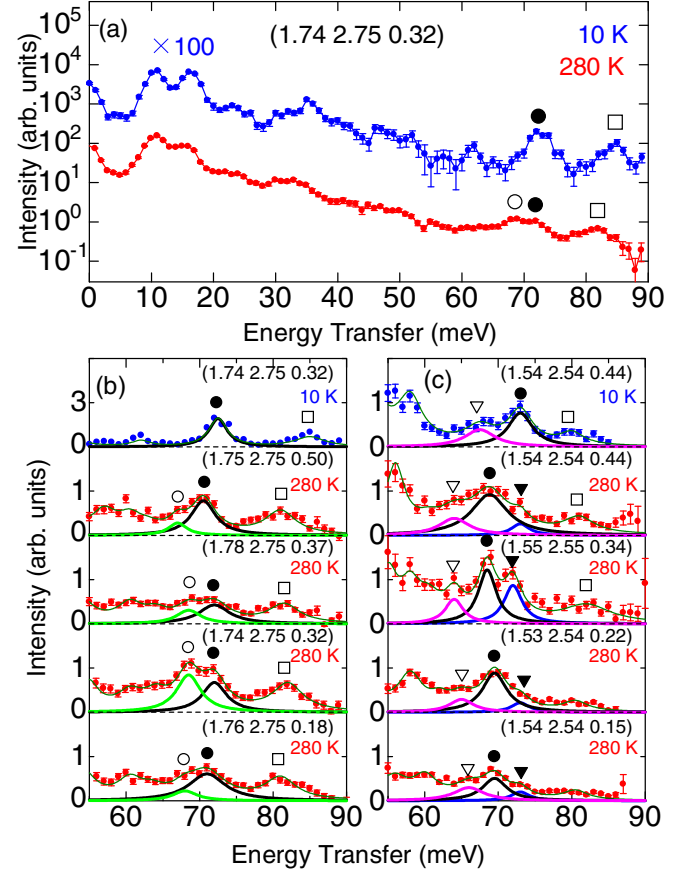 (a)
× 100
(1.74 2.75 0.32)
10 K
280 K
Intensity (arb. units)
10⁵
10⁴
10³
10²
10¹
10⁰
10⁻¹
0 10 20 30 40 50 60 70 80 90
Energy Transfer (meV)
(b)
(1.74 2.75 0.32)
10 K
3
0
(1.75 2.75 0.50)
280 K
1
0
(1.78 2.75 0.37)
280 K
1
0
(1.74 2.75 0.32)
280 K
1
0
(1.76 2.75 0.18)
280 K
1
0
60 70 80 90
Intensity (arb. units)
(c)
(1.54 2.54 0.44)
10 K
1
0
(1.54 2.54 0.44)
280 K
1
0
(1.55 2.55 0.34)
280 K
1
0
(1.53 2.54 0.22)
280 K
1
0
(1.54 2.54 0.15)
280 K
1
0
60 70 80 90
Energy Transfer (meV)